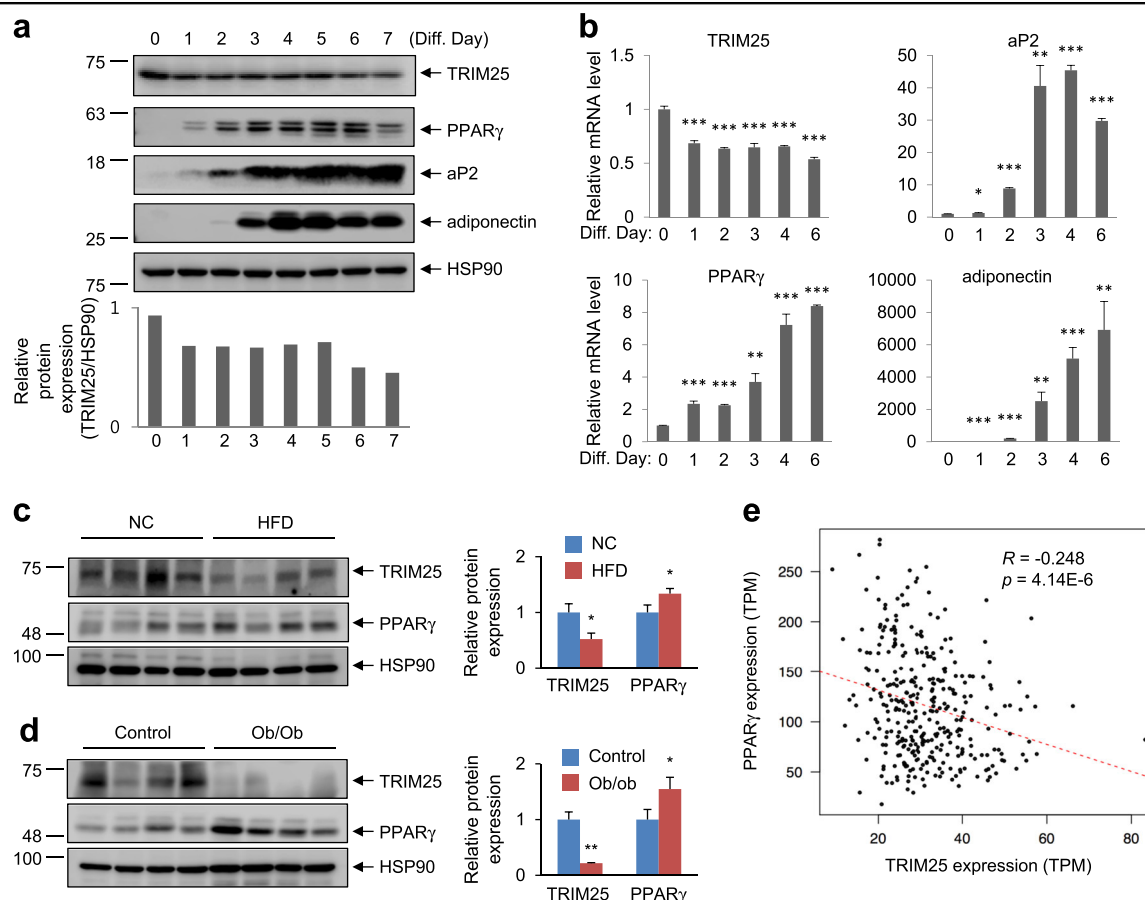 a
0 1 2 3 4 5 6 7 (Diff. Day)
75
TRIM25
63
PPARγ
18
aP2
adiponectin
25
HSP90
75
Relative
protein
expression
(TRIM25/HSP90)
1
0
0 1 2 3 4 5 6 7
b
TRIM25
Relative mRNA level
1.5
1
0.5
0
*** *** *** *** ***
Diff. Day: 0 1 2 3 4 6
aP2
50
40
30
20
10
0
* *** ** *** ***
0 1 2 3 4 6
PPARγ
Relative mRNA level
10
8
6
4
2
0
*** *** ** *** ***
Diff. Day: 0 1 2 3 4 6
adiponectin
10000
8000
6000
4000
2000
0
*** *** ** *** **
0 1 2 3 4 6
c
NC HFD
75
TRIM25
PPARγ
48
100
HSP90
Relative protein
expression
NC
HFD
2
1
0
* *
TRIM25 PPARγ
d
Control Ob/Ob
75
TRIM25
PPARγ
48
100
HSP90
Relative protein
expression
Control
Ob/ob
2
1
0
** *
TRIM25 PPARγ
e
R = -0.248
p = 4.14E-6
PPARγ expression (TPM)
250
200
150
100
50
20 40 60 80
TRIM25 expression (TPM)